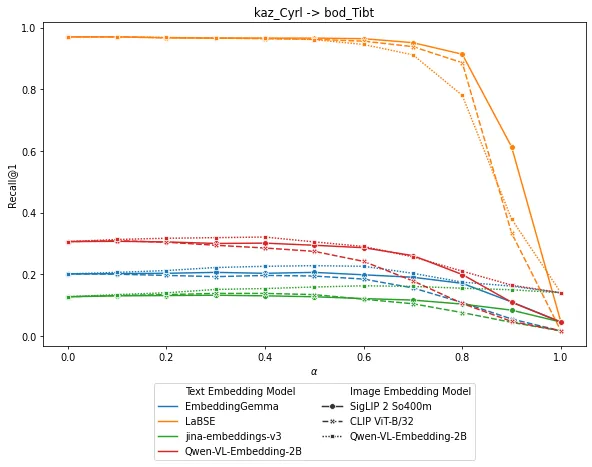 kaz_Cyrl -> bod_Tibt
1.0
0.8
0.6
0.4
0.2
0.0
Recall@1
0.0 0.2 0.4 0.6 0.8 1.0
α
Text Embedding Model
EmbeddingGemma
LaBSE
jina-embeddings-v3
Qwen-VL-Embedding-2B
Image Embedding Model
SigLIP 2 So400m
CLIP ViT-B/32
Qwen-VL-Embedding-2B